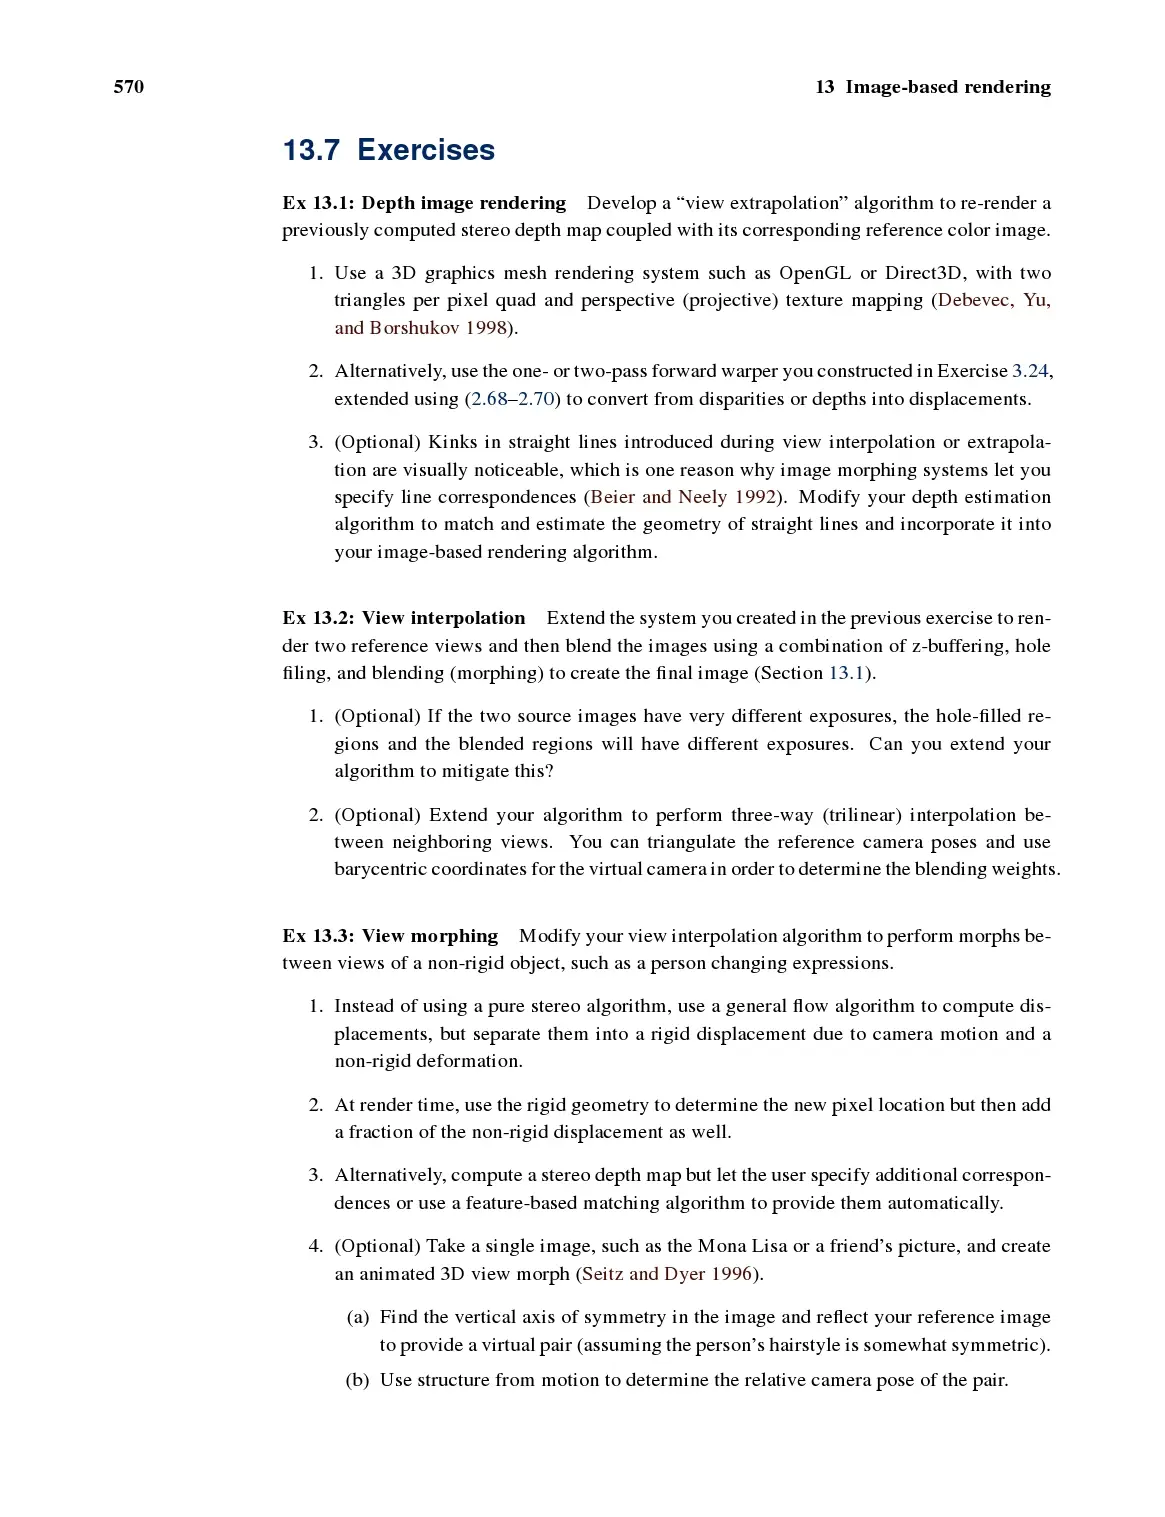 570
13 Image-based rendering
13.7 Exercises
Ex 13.1: Depth image rendering Develop a “view extrapolation” algorithm to re-render a
previously computed stereo depth map coupled with its corresponding reference color image.
1. Use a 3D graphics mesh rendering system such as OpenGL or Direct3D, with two
triangles per pixel quad and perspective (projective) texture mapping (Debevec, Yu,
and Borshukov 1998).
2. Alternatively, use the one- or two-pass forward warper you constructed in Exercise 3.24,
extended using (2.68–2.70) to convert from disparities or depths into displacements.
3. (Optional) Kinks in straight lines introduced during view interpolation or extrapola-
tion are visually noticeable, which is one reason why image morphing systems let you
specify line correspondences (Beier and Neely 1992). Modify your depth estimation
algorithm to match and estimate the geometry of straight lines and incorporate it into
your image-based rendering algorithm.
Ex 13.2: View interpolation Extend the system you created in the previous exercise to ren-
der two reference views and then blend the images using a combination of z-buffering, hole
filing, and blending (morphing) to create the final image (Section 13.1).
1. (Optional) If the two source images have very different exposures, the hole-filled re-
gions and the blended regions will have different exposures. Can you extend your
algorithm to mitigate this?
2. (Optional) Extend your algorithm to perform three-way (trilinear) interpolation be-
tween neighboring views. You can triangulate the reference camera poses and use
barycentric coordinates for the virtual camera in order to determine the blending weights.
Ex 13.3: View morphing Modify your view interpolation algorithm to perform morphs be-
tween views of a non-rigid object, such as a person changing expressions.
1. Instead of using a pure stereo algorithm, use a general flow algorithm to compute dis-
placements, but separate them into a rigid displacement due to camera motion and a
non-rigid deformation.
2. At render time, use the rigid geometry to determine the new pixel location but then add
a fraction of the non-rigid displacement as well.
3. Alternatively, compute a stereo depth map but let the user specify additional correspon-
dences or use a feature-based matching algorithm to provide them automatically.
4. (Optional) Take a single image, such as the Mona Lisa or a friend’s picture, and create
an animated 3D view morph (Seitz and Dyer 1996).
(a) Find the vertical axis of symmetry in the image and reflect your reference image
to provide a virtual pair (assuming the person’s hairstyle is somewhat symmetric).
(b) Use structure from motion to determine the relative camera pose of the pair.